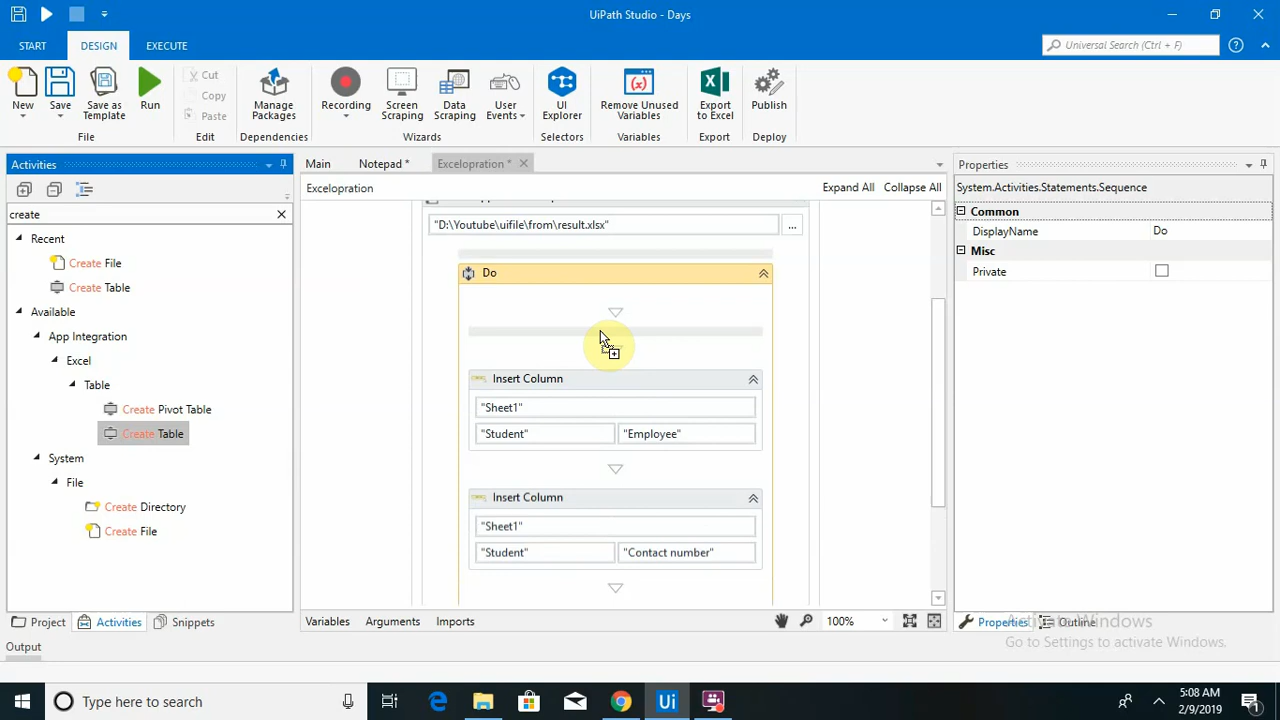 UiPath Studio - Days
START
DESIGN
EXECUTE
Universal Search (Ctrl + F)
New
Save
Save as Template
Run
Cut
Copy
Paste
Manage Packages
Recording
Screen Scraping
Data Scraping
User Events
UI Explorer
Remove Unused Variables
Export to Excel
Publish
File
Edit
Dependencies
Wizards
Selectors
Variables
Export
Deploy
Activities
create
Recent
Create File
Create Table
Available
App Integration
Excel
Table
Create Pivot Table
Create Table
System
File
Create Directory
Create File
Project
Activities
Snippets
Output
Main
Notepad *
Excelopration *
Excelopration
Expand All
Collapse All
"D:\Youtube\uifile\from\result.xlsx"
...
Do
Insert Column
"Sheet1"
"Student"
"Employee"
Insert Column
"Sheet1"
"Student"
"Contact number"
Variables
Arguments
Imports
100%
Properties
System.Activities.Statements.Sequence
Common
DisplayName
Do
Misc
Private
Properties
Outline
Activate Windows
Go to Settings to activate Windows.
Type here to search
Ui
5:08 AM
2/9/2019
1